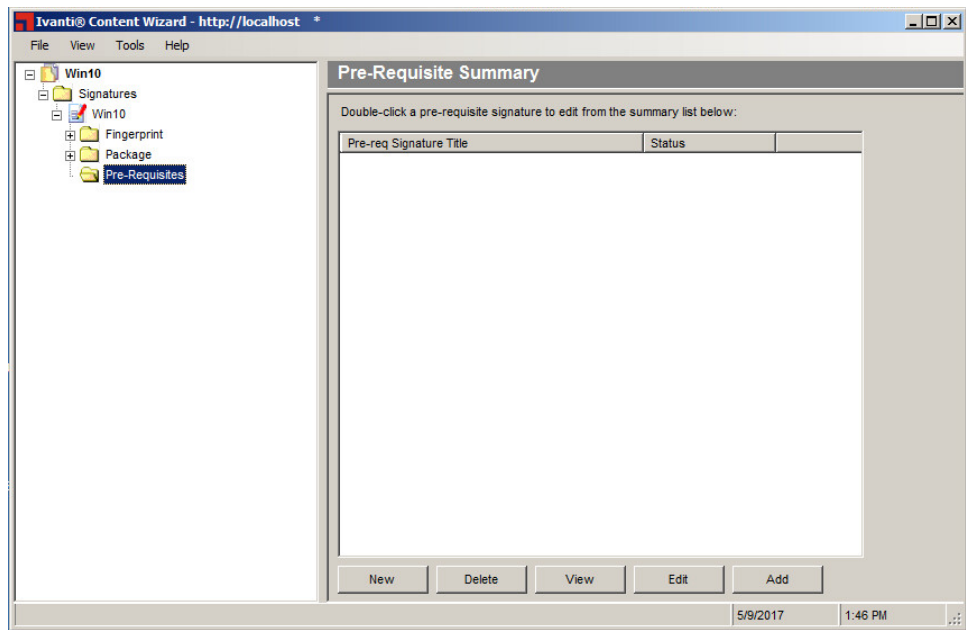 Ivanti® Content Wizard - http://localhost *
File View Tools Help
Win10
Signatures
Win10
Fingerprint
Package
Pre-Requisites
Pre-Requisite Summary
Double-click a pre-requisite signature to edit from the summary list below:
Pre-req Signature Title Status
New Delete View Edit Add
5/9/2017 1:46 PM